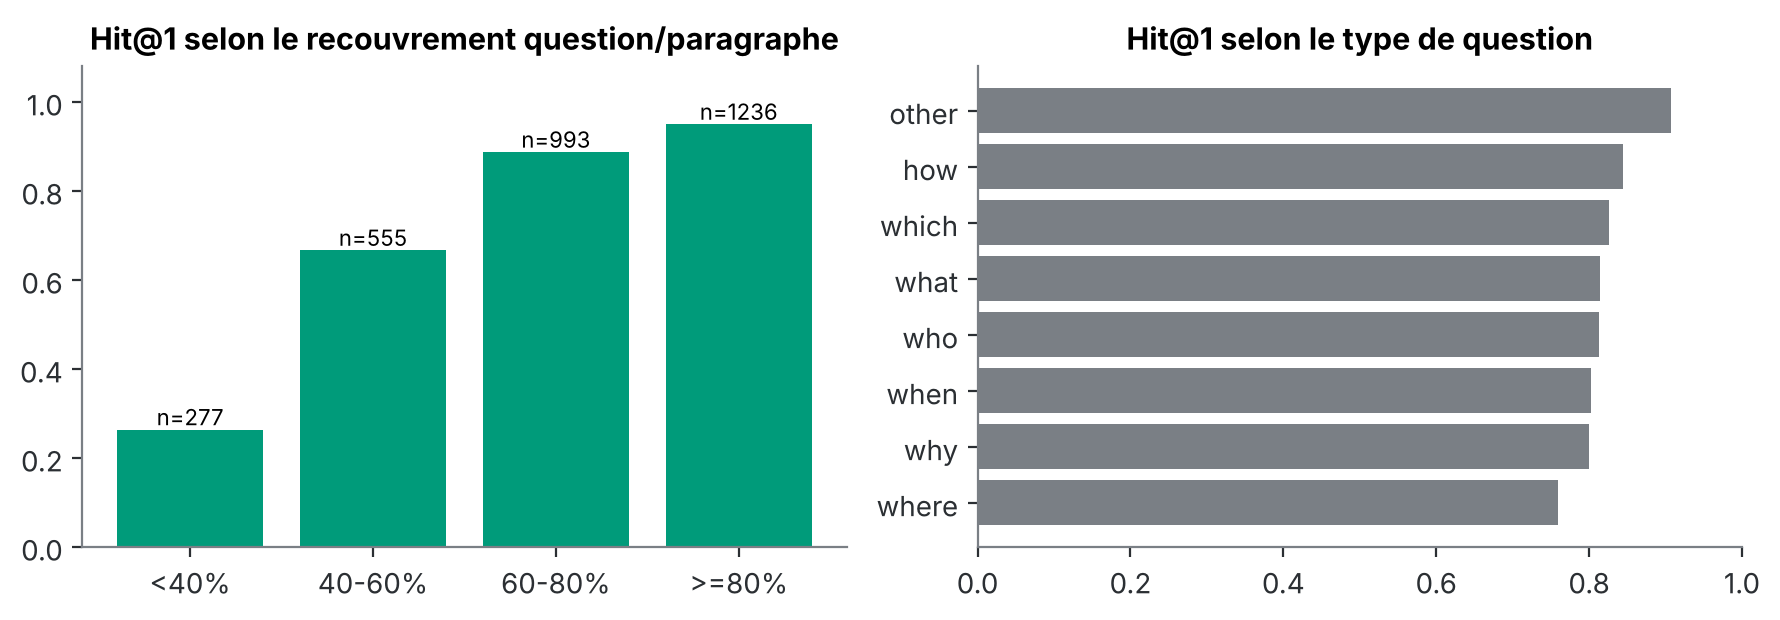 Hit@1 selon le recouvrement question/paragraphe
1.0
0.8
0.6
0.4
0.2
0.0
n=277
n=555
n=993
n=1236
<40%
40-60%
60-80%
>=80%
Hit@1 selon le type de question
other
how
which
what
who
when
why
where
0.0
0.2
0.4
0.6
0.8
1.0